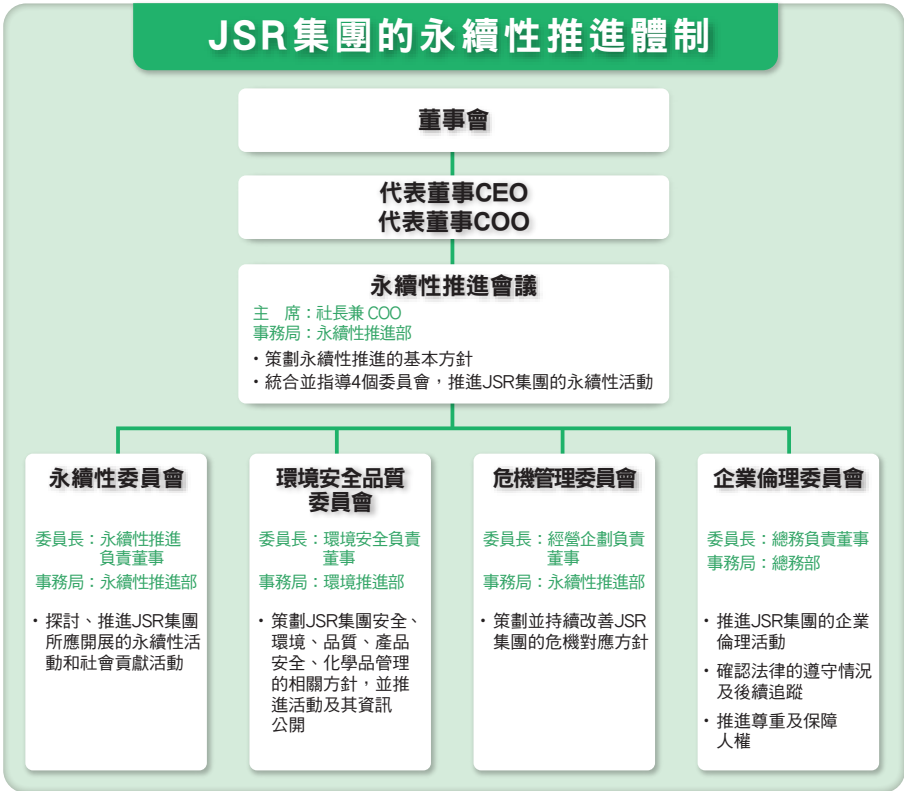 JSR集團的永續性推進體制
董事會
代表董事CEO
代表董事COO
永續性推進會議
主　席：社長兼 COO
事務局：永續性推進部
・策劃永續性推進的基本方針
・統合並指導4個委員會，推進JSR集團的永續性活動
永續性委員會
委員長：永續性推進
負責董事
事務局：永續性推進部
・探討、推進JSR集團
所應開展的永續性活
動和社會貢獻活動
環境安全品質
委員會
委員長：環境安全負責
董事
事務局：環境推進部
・策劃JSR集團安全、
環境、品質、產品
安全、化學品管理
的相關方針，並推
進活動及其資訊
公開
危機管理委員會
委員長：經營企劃負責
董事
事務局：永續性推進部
・策劃並持續改善JSR
集團的危機對應方針
企業倫理委員會
委員長：總務負責董事
事務局：總務部
・推進JSR集團的企業
倫理活動
・確認法律的遵守情況
及後續追蹤
・推進尊重及保障
人權